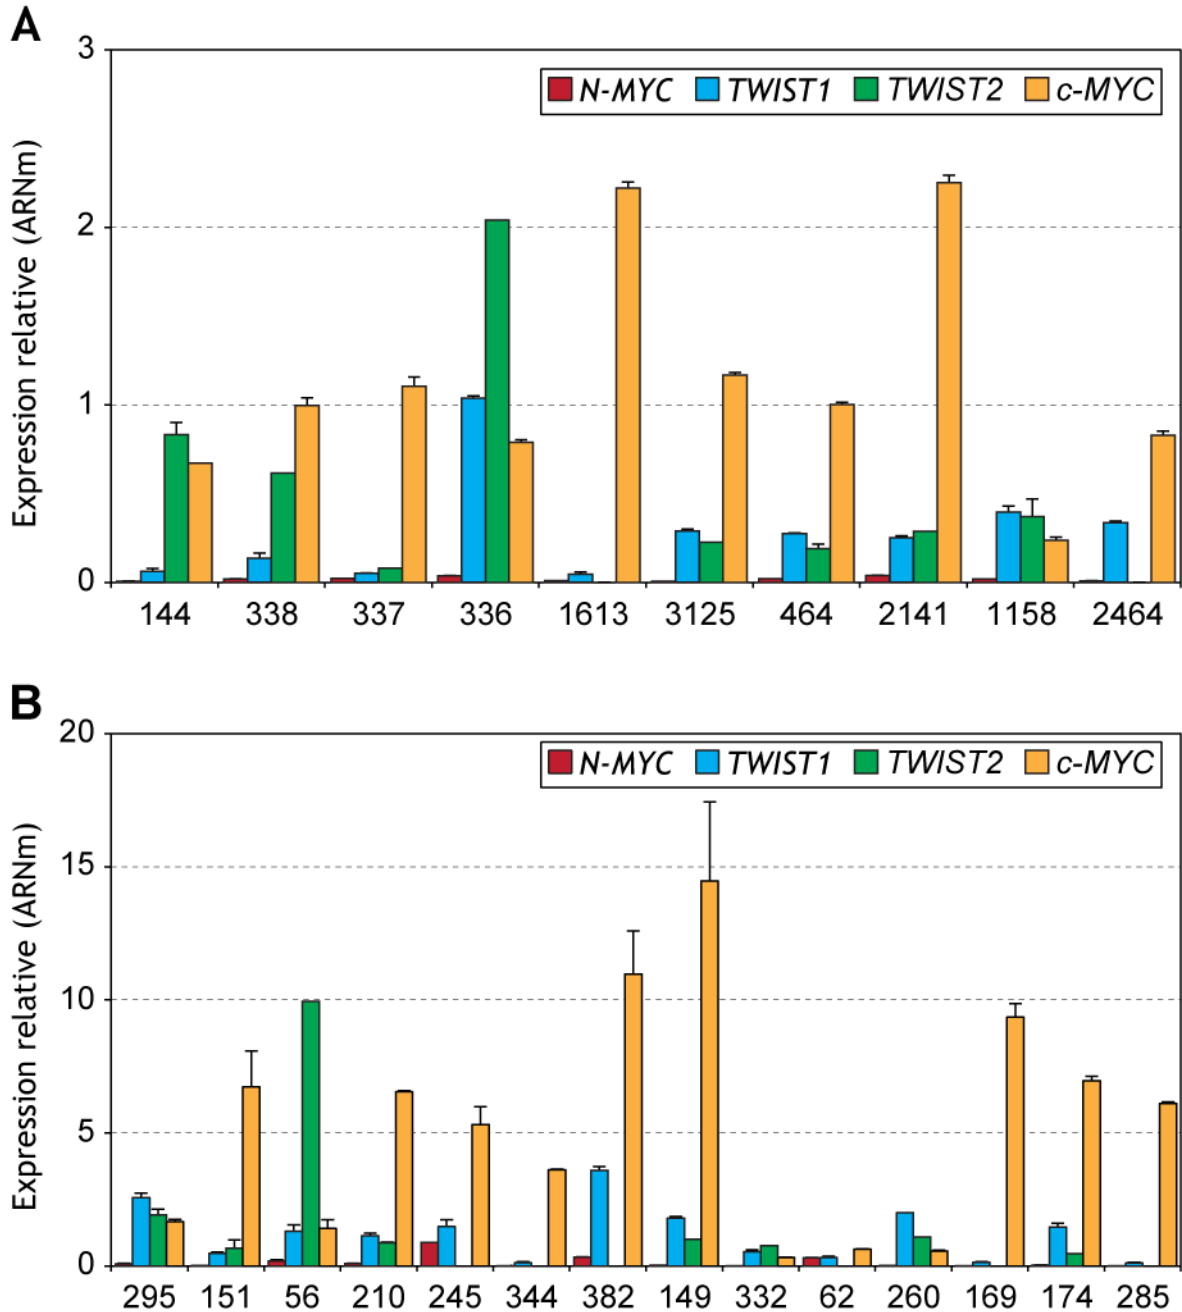 A
3
N-MYC TWIST1 TWIST2 c-MYC
2
1
0
Expression relative (ARNm)
144 338 337 336 1613 3125 464 2141 1158 2464
B
20
N-MYC TWIST1 TWIST2 c-MYC
15
10
5
0
Expression relative (ARNm)
295 151 56 210 245 344 382 149 332 62 260 169 174 285